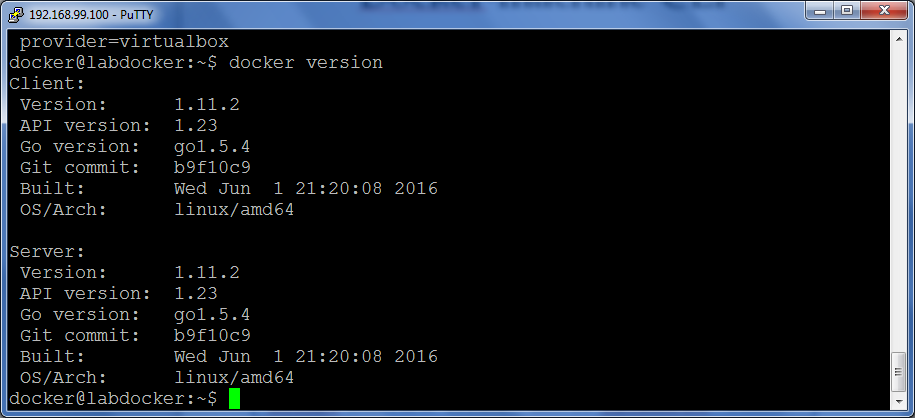 192.168.99.100 - PuTTY
provider=virtualbox
docker@labdocker:~$ docker version
Client:
Version: 1.11.2
API version: 1.23
Go version: go1.5.4
Git commit: b9f10c9
Built: Wed Jun  1 21:20:08 2016
OS/Arch: linux/amd64
Server:
Version: 1.11.2
API version: 1.23
Go version: go1.5.4
Git commit: b9f10c9
Built: Wed Jun  1 21:20:08 2016
OS/Arch: linux/amd64
docker@labdocker:~$